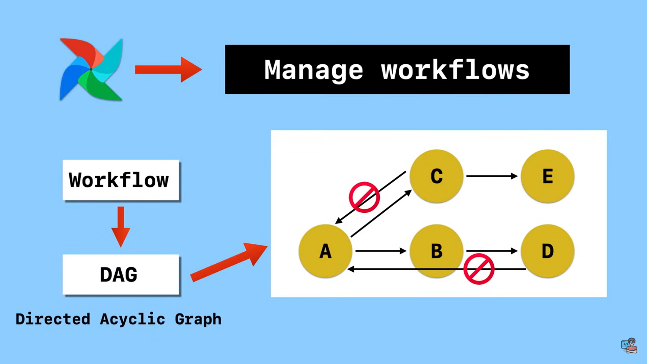 Manage workflows
Workflow
DAG
Directed Acyclic Graph
C
E
A
B
D